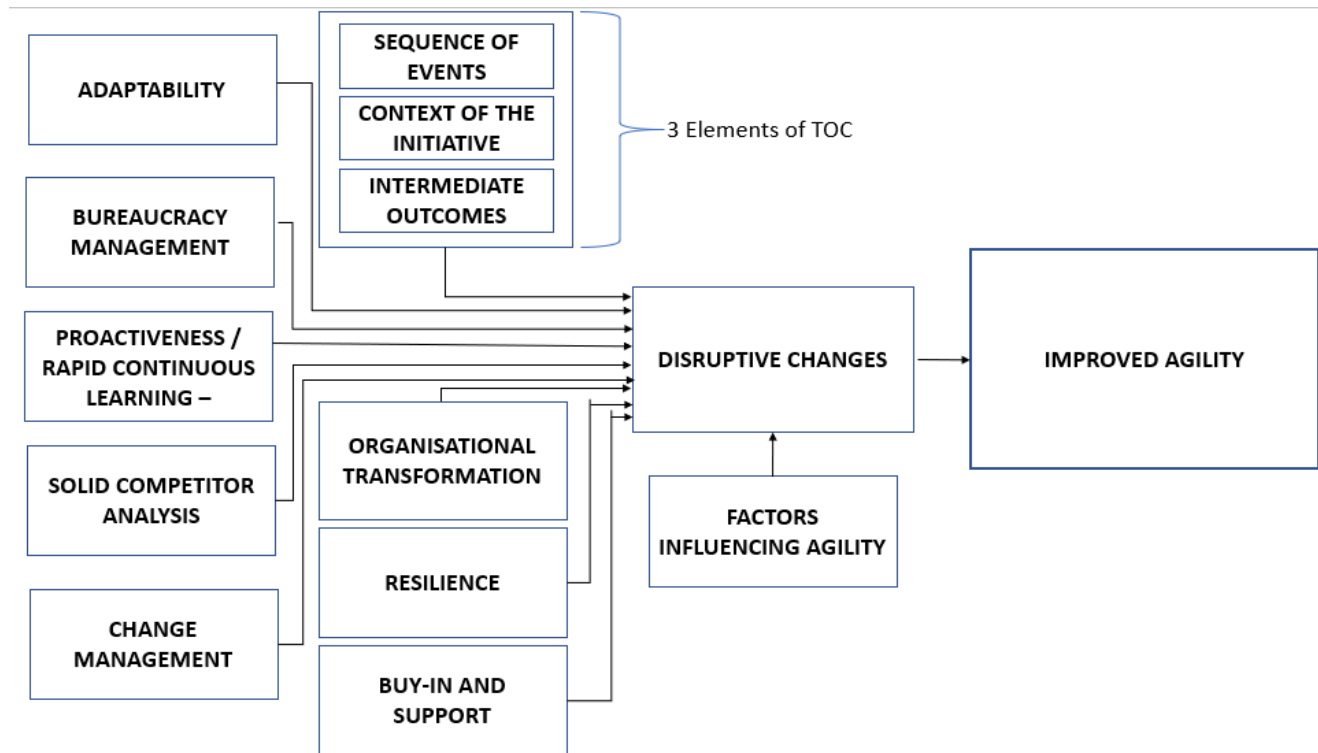 ADAPTABILITY
BUREAUCRACY
MANAGEMENT
PROACTIVENESS /
RAPID CONTINUOUS
LEARNING –
SOLID COMPETITOR
ANALYSIS
CHANGE
MANAGEMENT
SEQUENCE OF
EVENTS
CONTEXT OF THE
INITIATIVE
INTERMEDIATE
OUTCOMES
3 Elements of TOC
ORGANISATIONAL
TRANSFORMATION
RESILIENCE
BUY-IN AND
SUPPORT
DISRUPTIVE CHANGES
FACTORS
INFLUENCING AGILITY
IMPROVED AGILITY